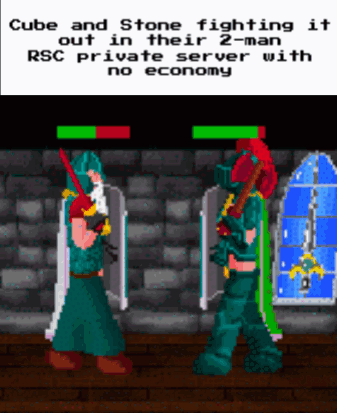 Cube and Stone fighting it
out in their 2-man
RSC private server with
no economy